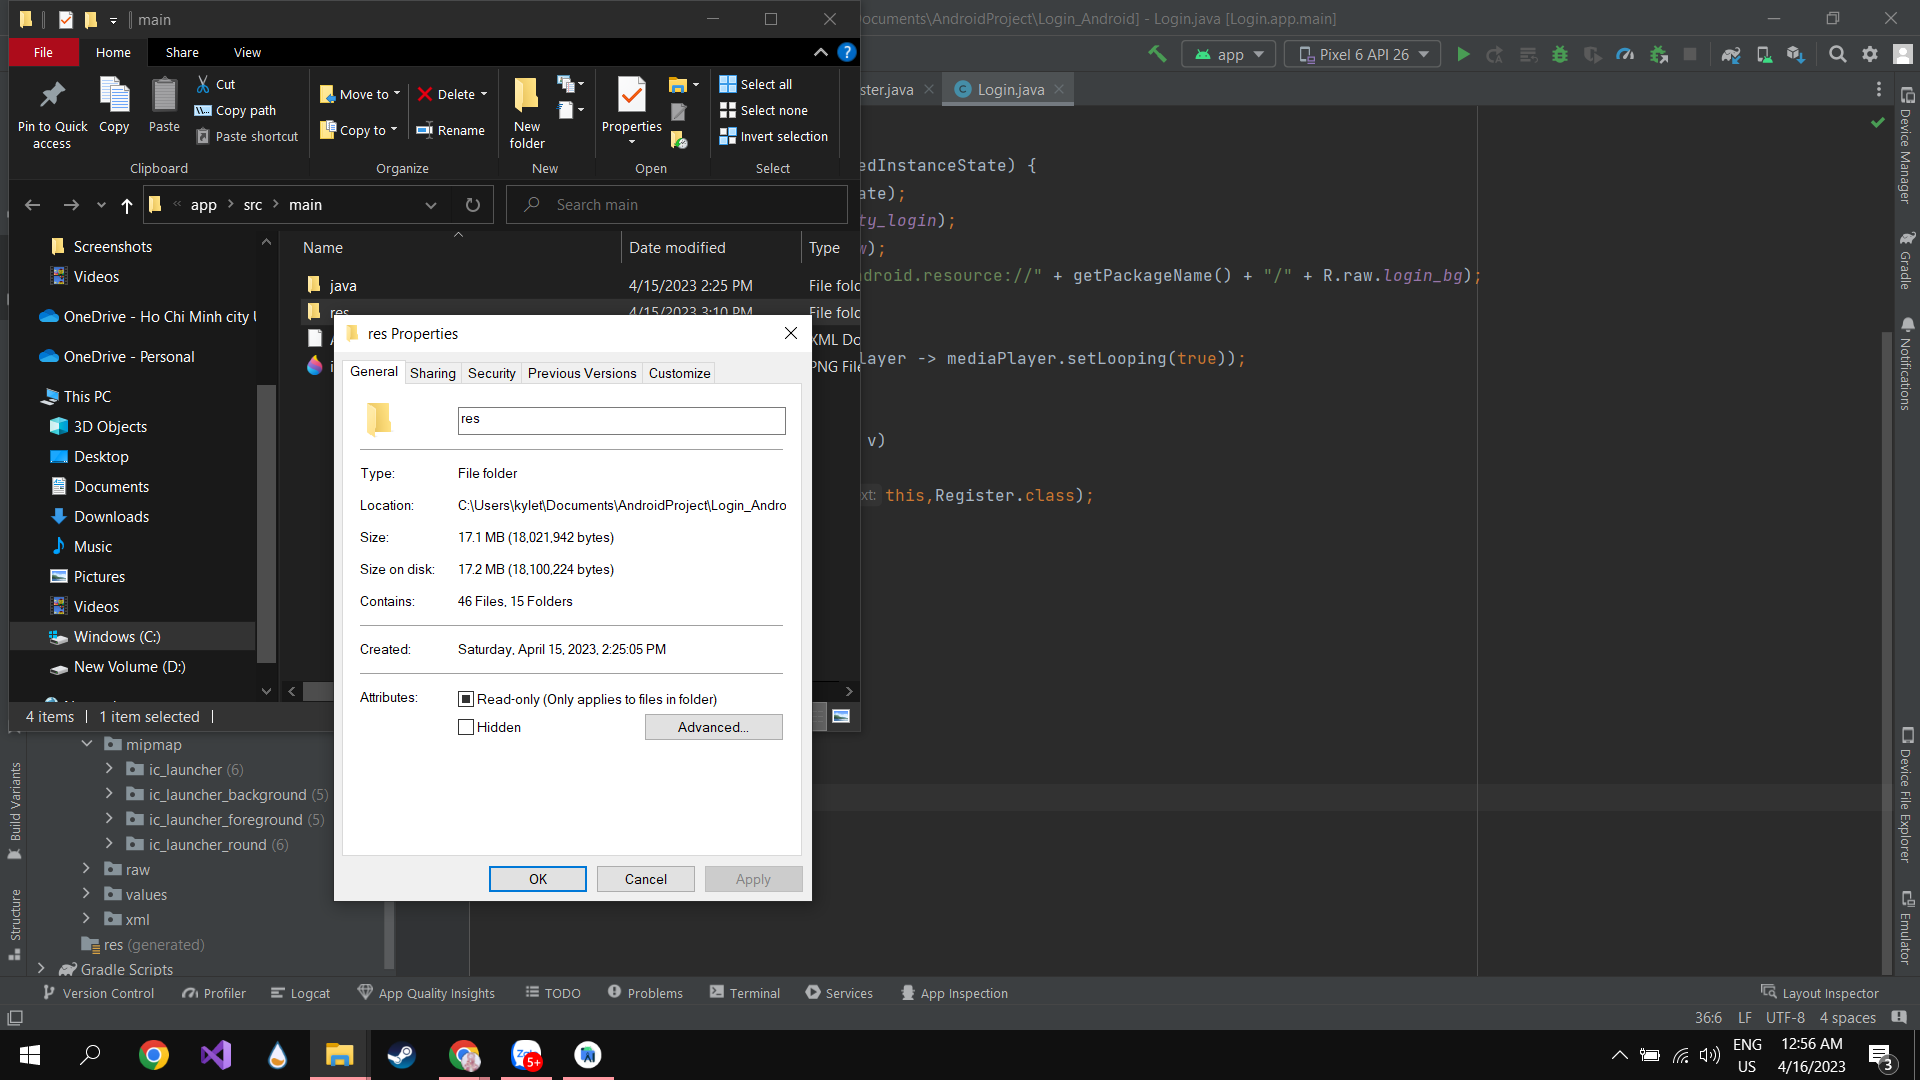 main
Documents\AndroidProject\Login_Android] - Login.java [Login.app.main]
File
Home
Share
View
app
Pixel 6 API 26
ster.java
Login.java
Pin to Quick access
Copy
Paste
Cut
Copy path
Paste shortcut
Clipboard
Move to
Copy to
Delete
Rename
Organize
New folder
New
Properties
Open
Select all
Select none
Invert selection
Select
app
src
main
Search main
edInstanceState) {
ate);
ty_login);
);
droid.resource://" + getPackageName() + "/" + R.raw.login_bg);
layer -> mediaPlayer.setLooping(true));
v)
this,Register.class);
Screenshots
Videos
OneDrive - Ho Chi Minh city
OneDrive - Personal
This PC
3D Objects
Desktop
Documents
Downloads
Music
Pictures
Videos
Windows (C:)
New Volume (D:)
Name
Date modified
Type
java
4/15/2023 2:25 PM
File fold
res
4/15/2023 3:10 PM
File fold
XML Do
PNG File
res Properties
General
Sharing
Security
Previous Versions
Customize
res
Type:
File folder
Location:
C:\Users\kylet\Documents\AndroidProject\Login_Andro
Size:
17.1 MB (18,021,942 bytes)
Size on disk:
17.2 MB (18,100,224 bytes)
Contains:
46 Files, 15 Folders
Created:
Saturday, April 15, 2023, 2:25:05 PM
Attributes:
Read-only (Only applies to files in folder)
Hidden
Advanced...
OK
Cancel
Apply
4 items
1 item selected
mipmap
ic_launcher (6)
ic_launcher_background (5)
ic_launcher_foreground (5)
ic_launcher_round (6)
raw
values
xml
res (generated)
Gradle Scripts
Build Variants
Structure
Device Manager
Gradle
Notifications
Device File Explorer
Emulator
Version Control
Profiler
Logcat
App Quality Insights
TODO
Problems
Terminal
Services
App Inspection
Layout Inspector
36:6
LF
UTF-8
4 spaces
5+
ENG
US
12:56 AM
4/16/2023
3